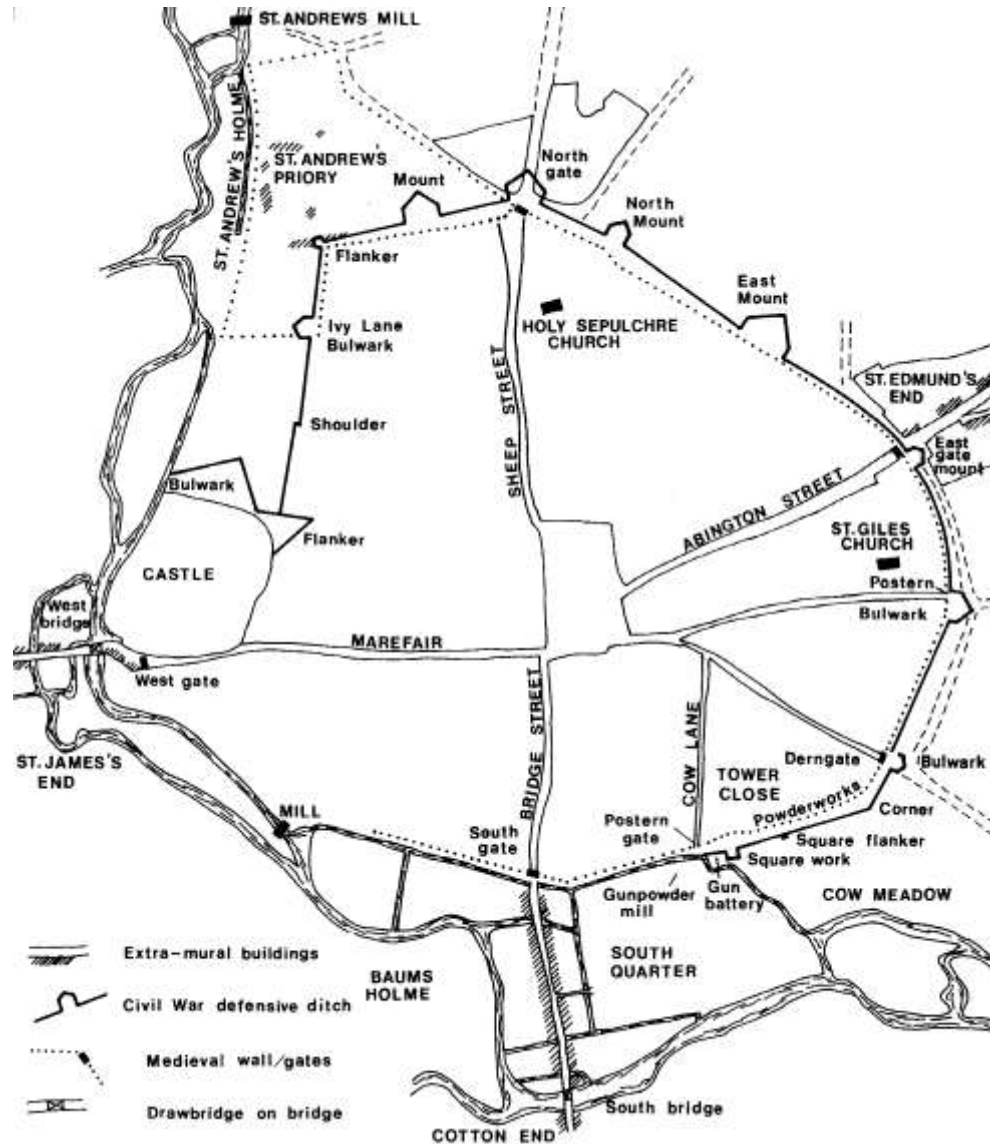 ST. ANDREWS MILL
ST. ANDREW'S HOLME
ST. ANDREWS
PRIORY
Mount
North
gate
North
Mount
Flanker
East
Mount
Ivy Lane
Bulwark
HOLY SEPULCHRE
CHURCH
SHEEP STREET
ST. EDMUND'S
END
Shoulder
East
gate
mount
ABINGTON STREET
Bulwark
Flanker
ST. GILES
CHURCH
CASTLE
Postern
West
bridge
Bulwark
MAREFAIR
West gate
BRIDGE STREET
COW LANE
ST. JAMES'S
END
Derngate
Bulwark
TOWER
CLOSE
Powderworks
Corner
MILL
South
gate
Postern
gate
Square flanker
Square work
Gunpowder
mill
Gun
battery
COW MEADOW
SOUTH
QUARTER
BAUMS
HOLME
Extra-mural buildings
Civil War defensive ditch
Medieval wall/gates
Drawbridge on bridge
South bridge
COTTON END